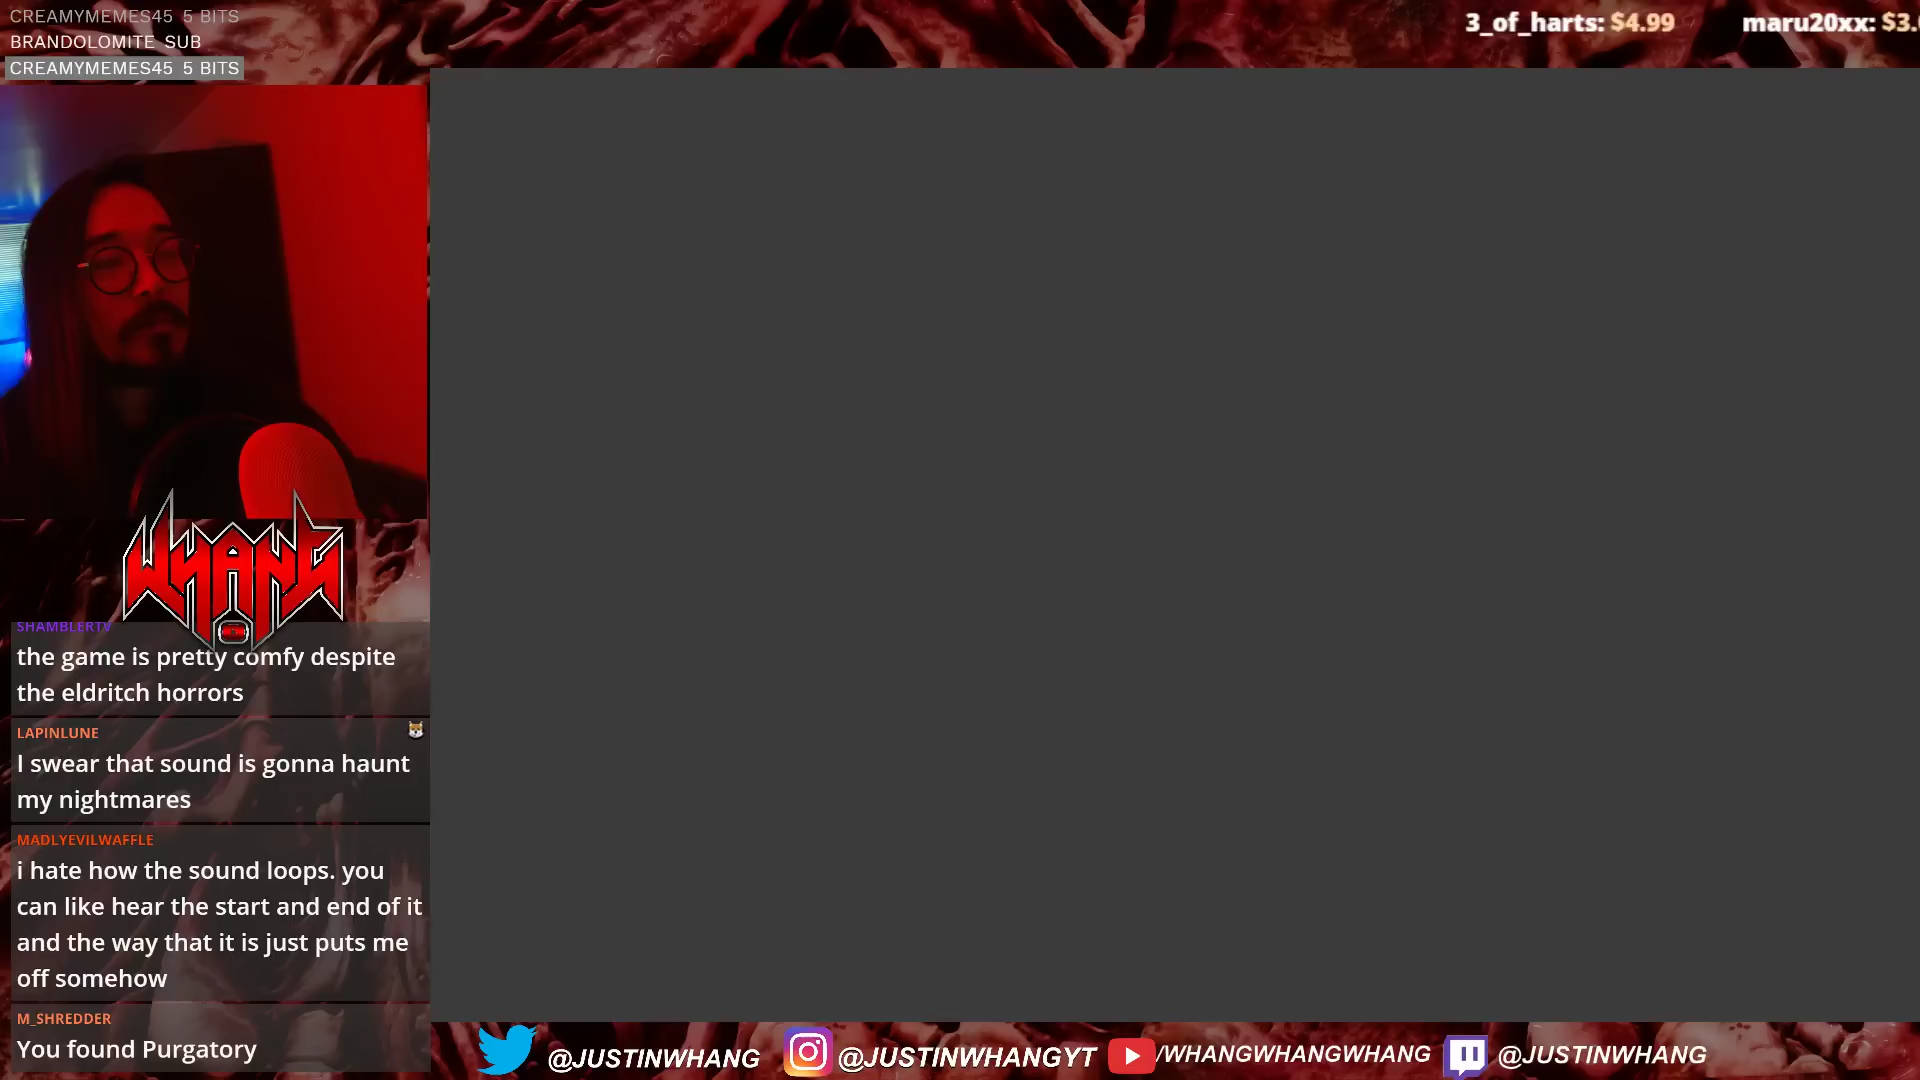 CREAMYMEMES45 5 BITS
BRANDOLOMITE SUB
CREAMYMEMES45 5 BITS
3_of_harts: $4.99 maru20xx: $3.
WHANG
SHAMBLERTV
the game is pretty comfy despite
the eldritch horrors
LAPINLUNE
I swear that sound is gonna haunt
my nightmares
MADLYEVILWAFFLE
i hate how the sound loops. you
can like hear the start and end of it
and the way that it is just puts me
off somehow
M_SHREDDER
You found Purgatory
@JUSTINWHANG @JUSTINWHANGYT /WHANGWHANGWHANG @JUSTINWHANG